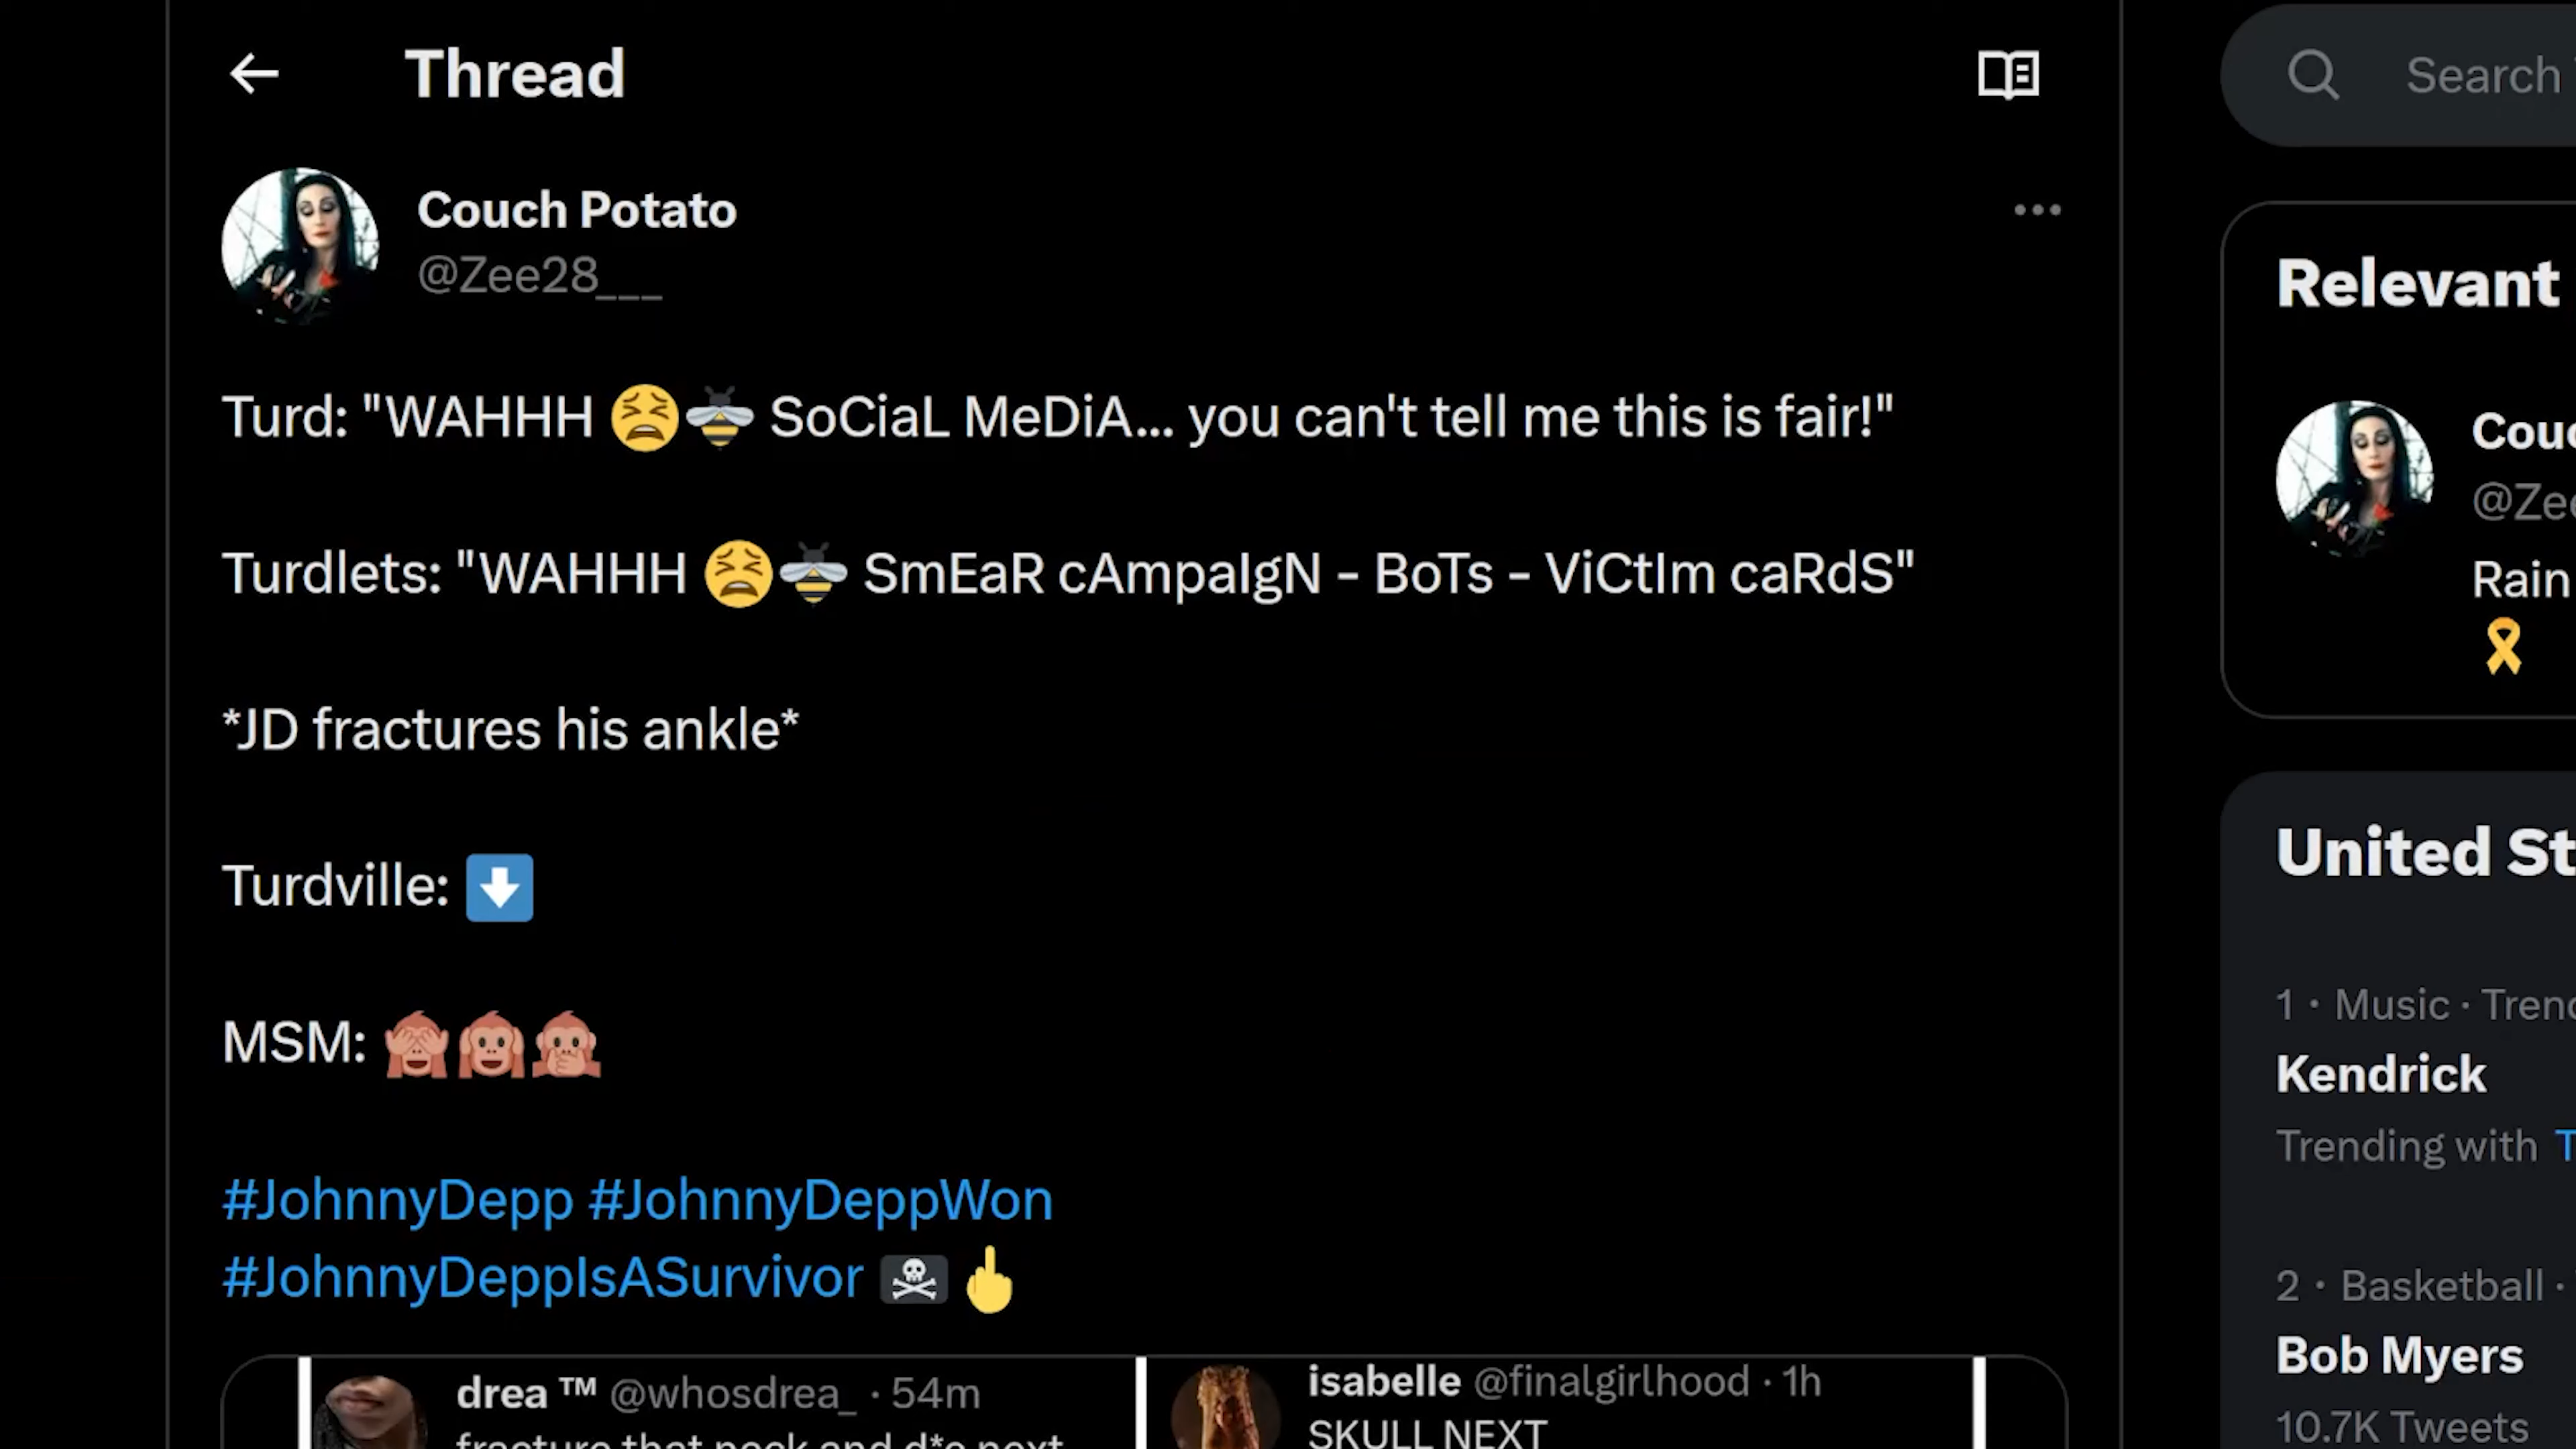 Thread
Search
Couch Potato
@Zee28___
Turd: "WAHHH 😫🐝 SoCiaL MeDiA... you can't tell me this is fair!"
Turdlets: "WAHHH 😫🐝 SmEaR cAmpaIgN - BoTs - ViCtIm caRdS"
*JD fractures his ankle*
Turdville: ⬇️
MSM: 🙈🙉🙊
#JohnnyDepp #JohnnyDeppWon
#JohnnyDeppIsASurvivor ☠️🖕
drea ™ @whosdrea_ · 54m
fracture that neck and d*e next
isabelle @finalgirlhood · 1h
SKULL NEXT
Relevant
Couc
@Zee
Rain
🎗️
United St
1 · Music · Trend
Kendrick
Trending with T
2 · Basketball ·
Bob Myers
10.7K Tweets